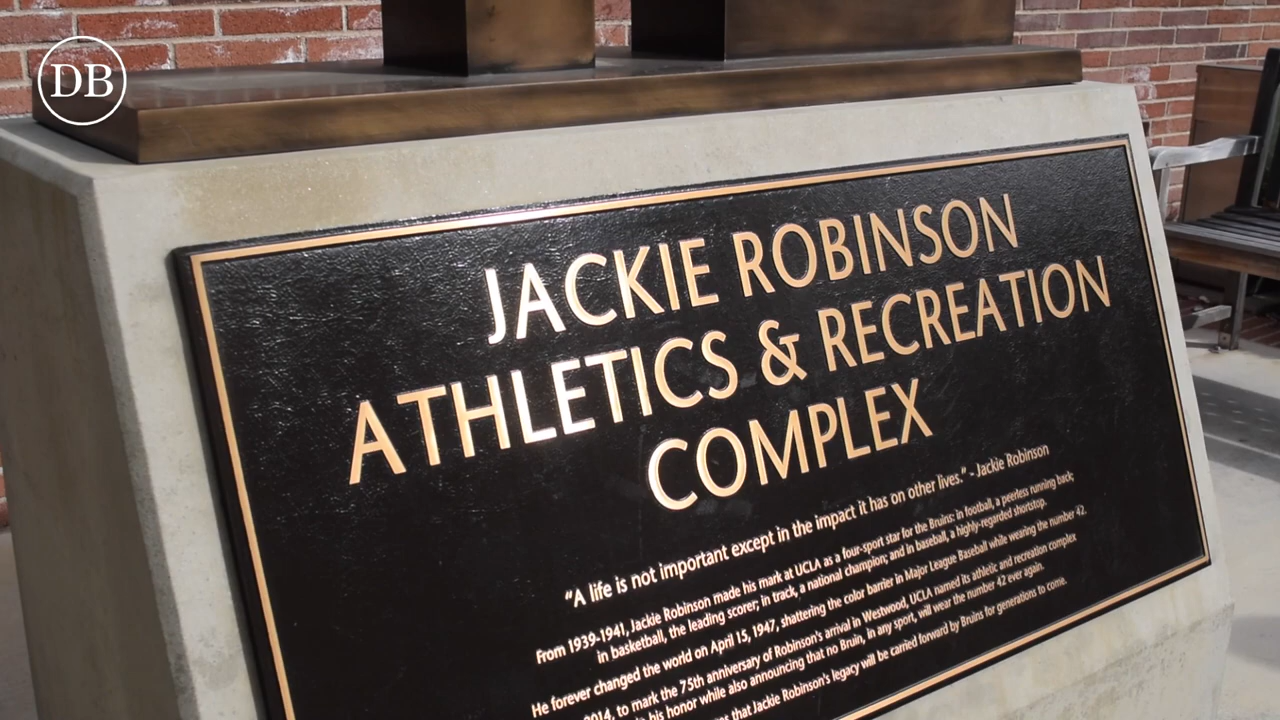 DB
JACKIE ROBINSON
ATHLETICS & RECREATION
COMPLEX
“A life is not important except in the impact it has on other lives.” - Jackie Robinson
From 1939-1941, Jackie Robinson made his mark at UCLA as a four-sport star for the Bruins: in football, a peerless running back;
in basketball, the leading scorer; in track, a national champion; and in baseball, a highly-regarded shortstop.
He forever changed the world on April 15, 1947, shattering the color barrier in Major League Baseball while wearing the number 42.
2014, to mark the 75th anniversary of Robinson's arrival in Westwood, UCLA named its athletic and recreation complex
his honor while also announcing that no Bruin, in any sport, will wear the number 42 ever again.
that Jackie Robinson's legacy will be carried forward by Bruins for generations to come.